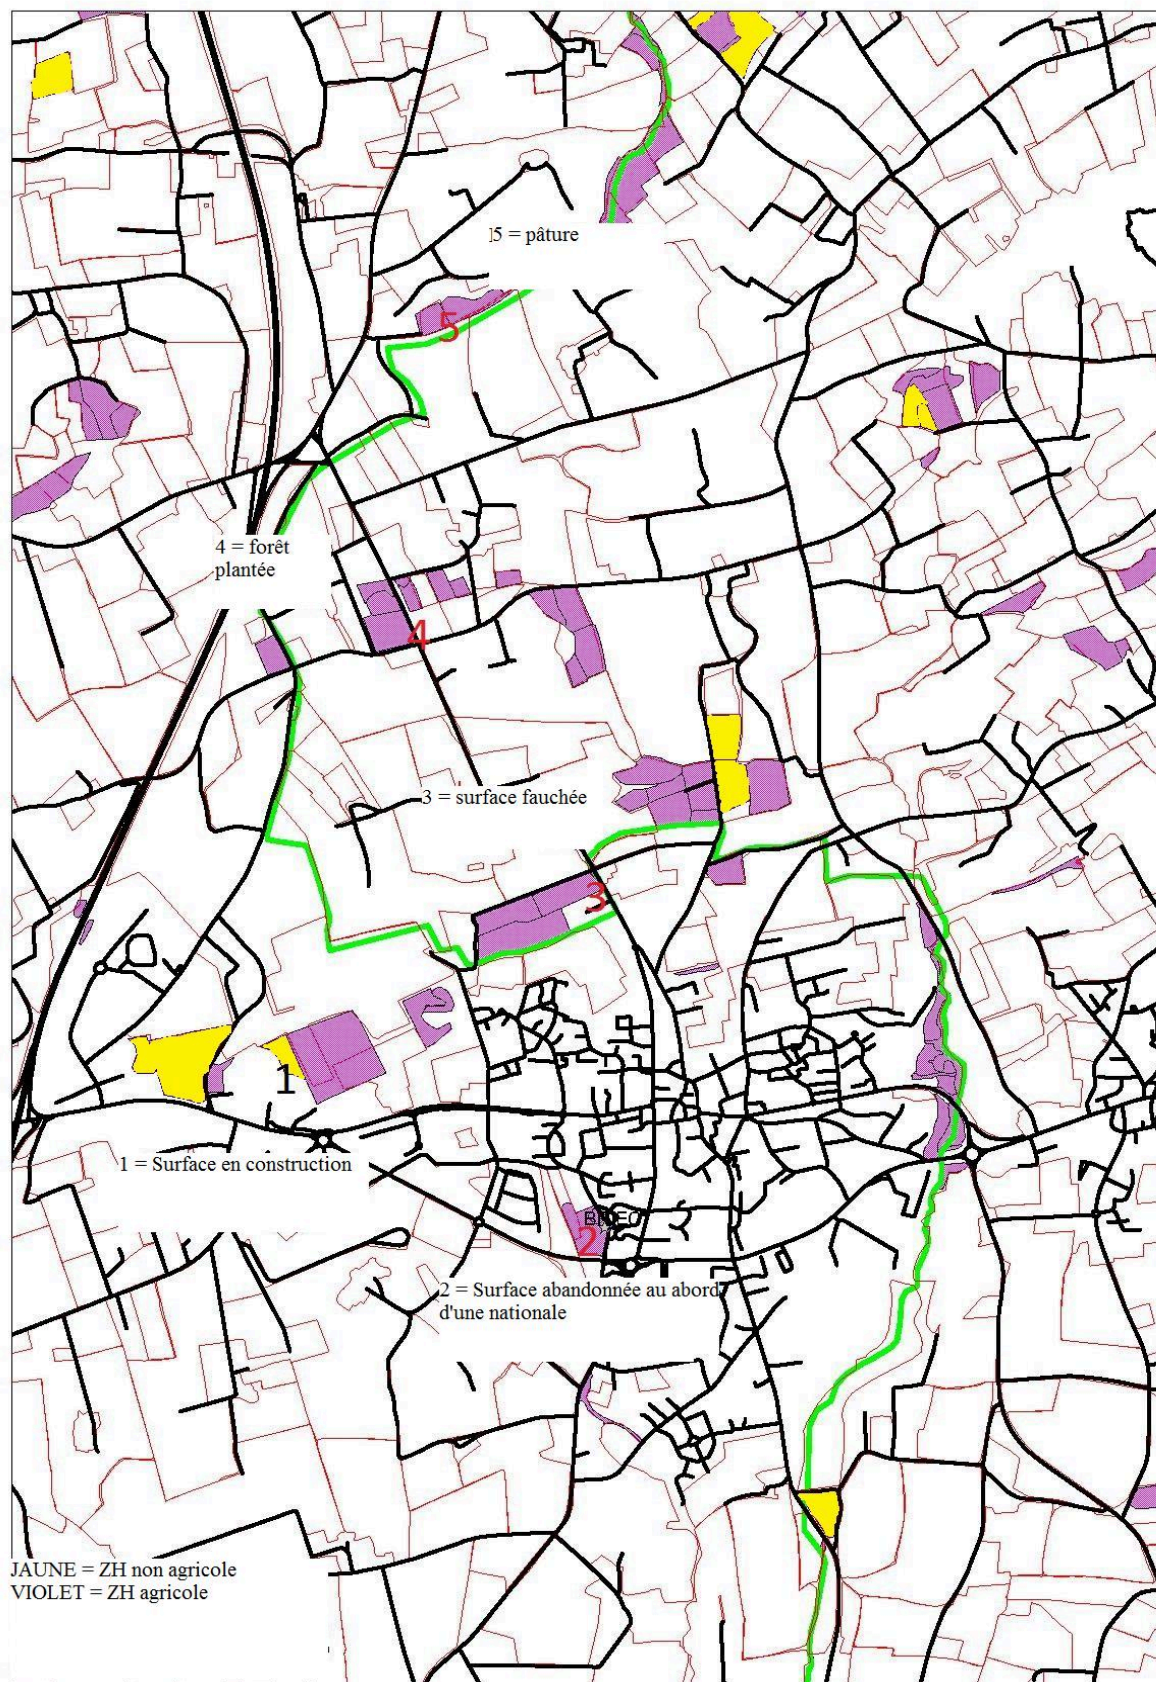 5 = pâture
5
4 = forêt
plantée
4
3 = surface fauchée
3
1
1 = Surface en construction
2
2 = Surface abandonnée au abord
d'une nationale
JAUNE = ZH non agricole
VIOLET = ZH agricole